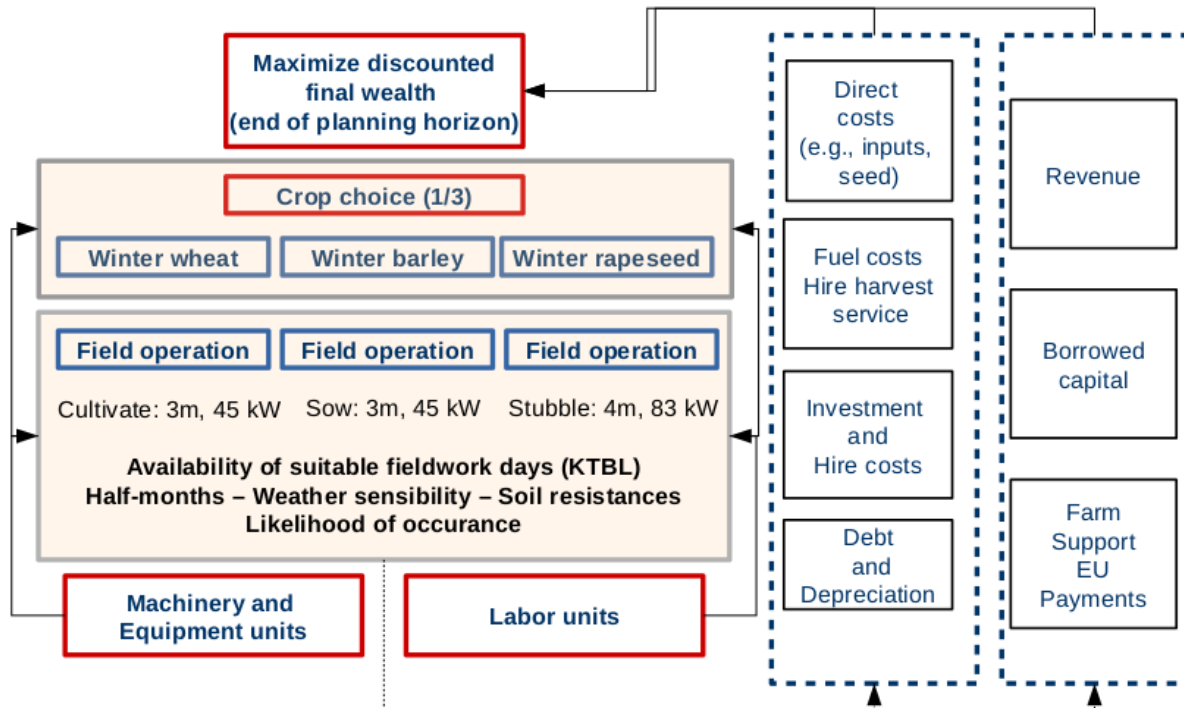 Maximize discounted
final wealth
(end of planning horizon)
Crop choice (1/3)
Winter wheat
Winter barley
Winter rapeseed
Field operation
Field operation
Field operation
Cultivate: 3m, 45 kW
Sow: 3m, 45 kW
Stubble: 4m, 83 kW
Availability of suitable fieldwork days (KTBL)
Half-months – Weather sensibility – Soil resistances
Likelihood of occurance
Machinery and
Equipment units
Labor units
Direct
costs
(e.g., inputs,
seed)
Fuel costs
Hire harvest
service
Investment
and
Hire costs
Debt
and
Depreciation
Revenue
Borrowed
capital
Farm
Support
EU
Payments